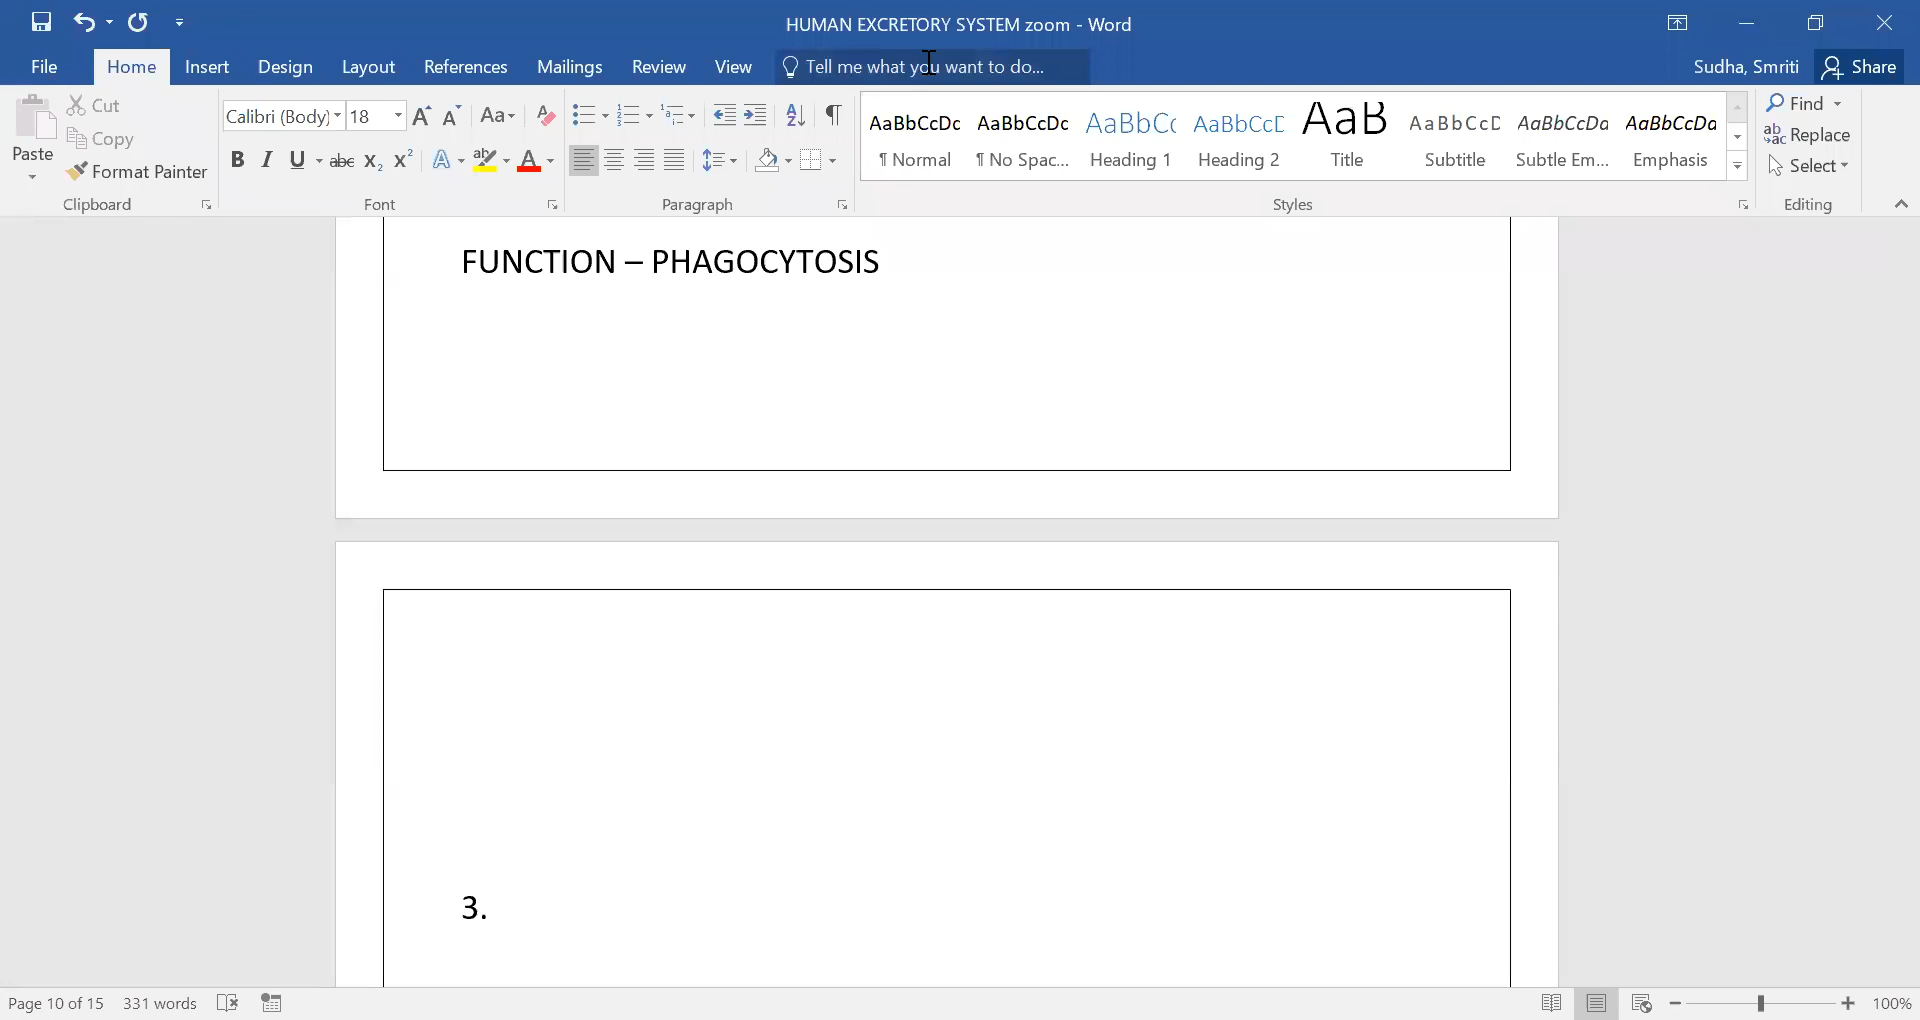 HUMAN EXCRETORY SYSTEM zoom - Word
File Home Insert Design Layout References Mailings Review View Tell me what you want to do... Sudha, Smriti Share
Cut
Copy
Paste
Format Painter
Clipboard
Calibri (Body) 18
Aa
B I U abc X₂ X² A ab A
Font
Paragraph
AaBbCcDc AaBbCcDc AaBbCc AaBbCcD AaB AaBbCcD AaBbCcDa AaBbCcDa
¶ Normal ¶ No Spac... Heading 1 Heading 2 Title Subtitle Subtle Em... Emphasis
Styles
Find
Replace
Select
Editing
FUNCTION – PHAGOCYTOSIS
3.
Page 10 of 15 331 words 100%